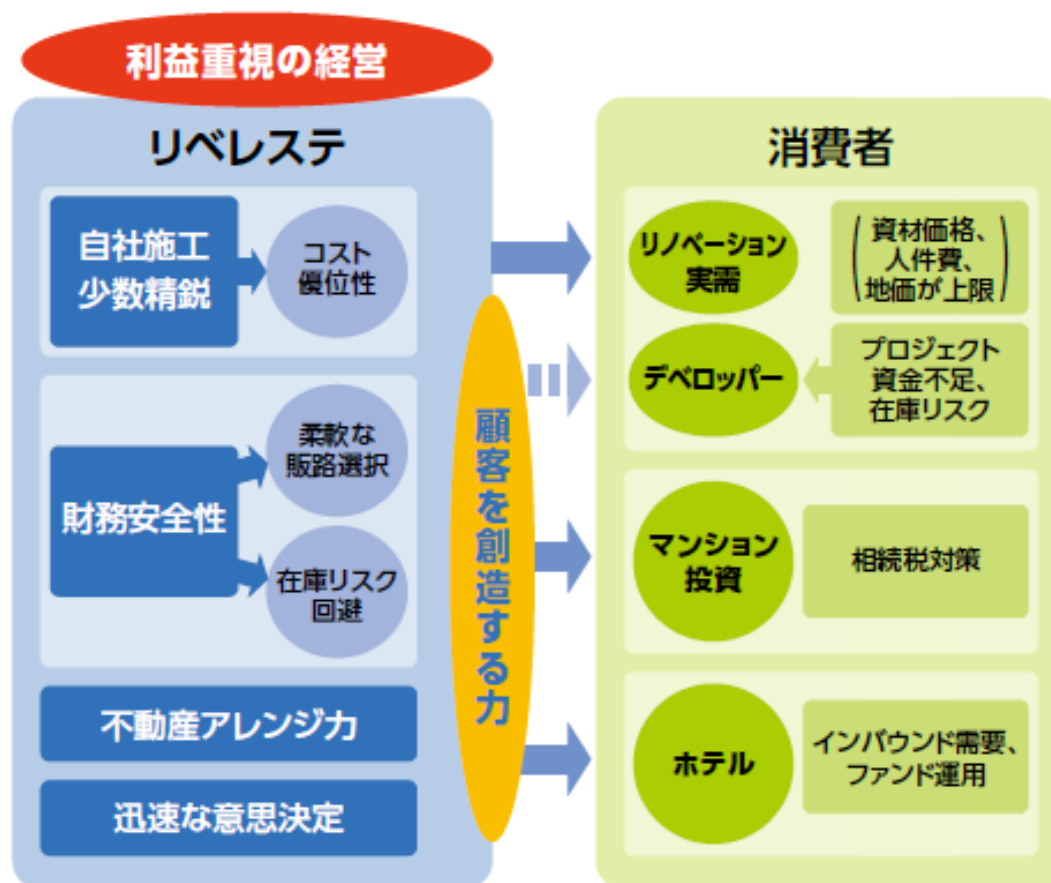 利益重視の経営
リベレステ
自社施工
少数精鋭
コスト
優位性
財務安全性
柔軟な
販路選択
在庫リスク
回避
不動産アレンジ力
迅速な意思決定
顧客を創造する力
消費者
リノベーション
実需
(資材価格、
人件費、
地価が上限)
デベロッパー
プロジェクト
資金不足、
在庫リスク
マンション
投資
相続税対策
ホテル
インバウンド需要、
ファンド運用